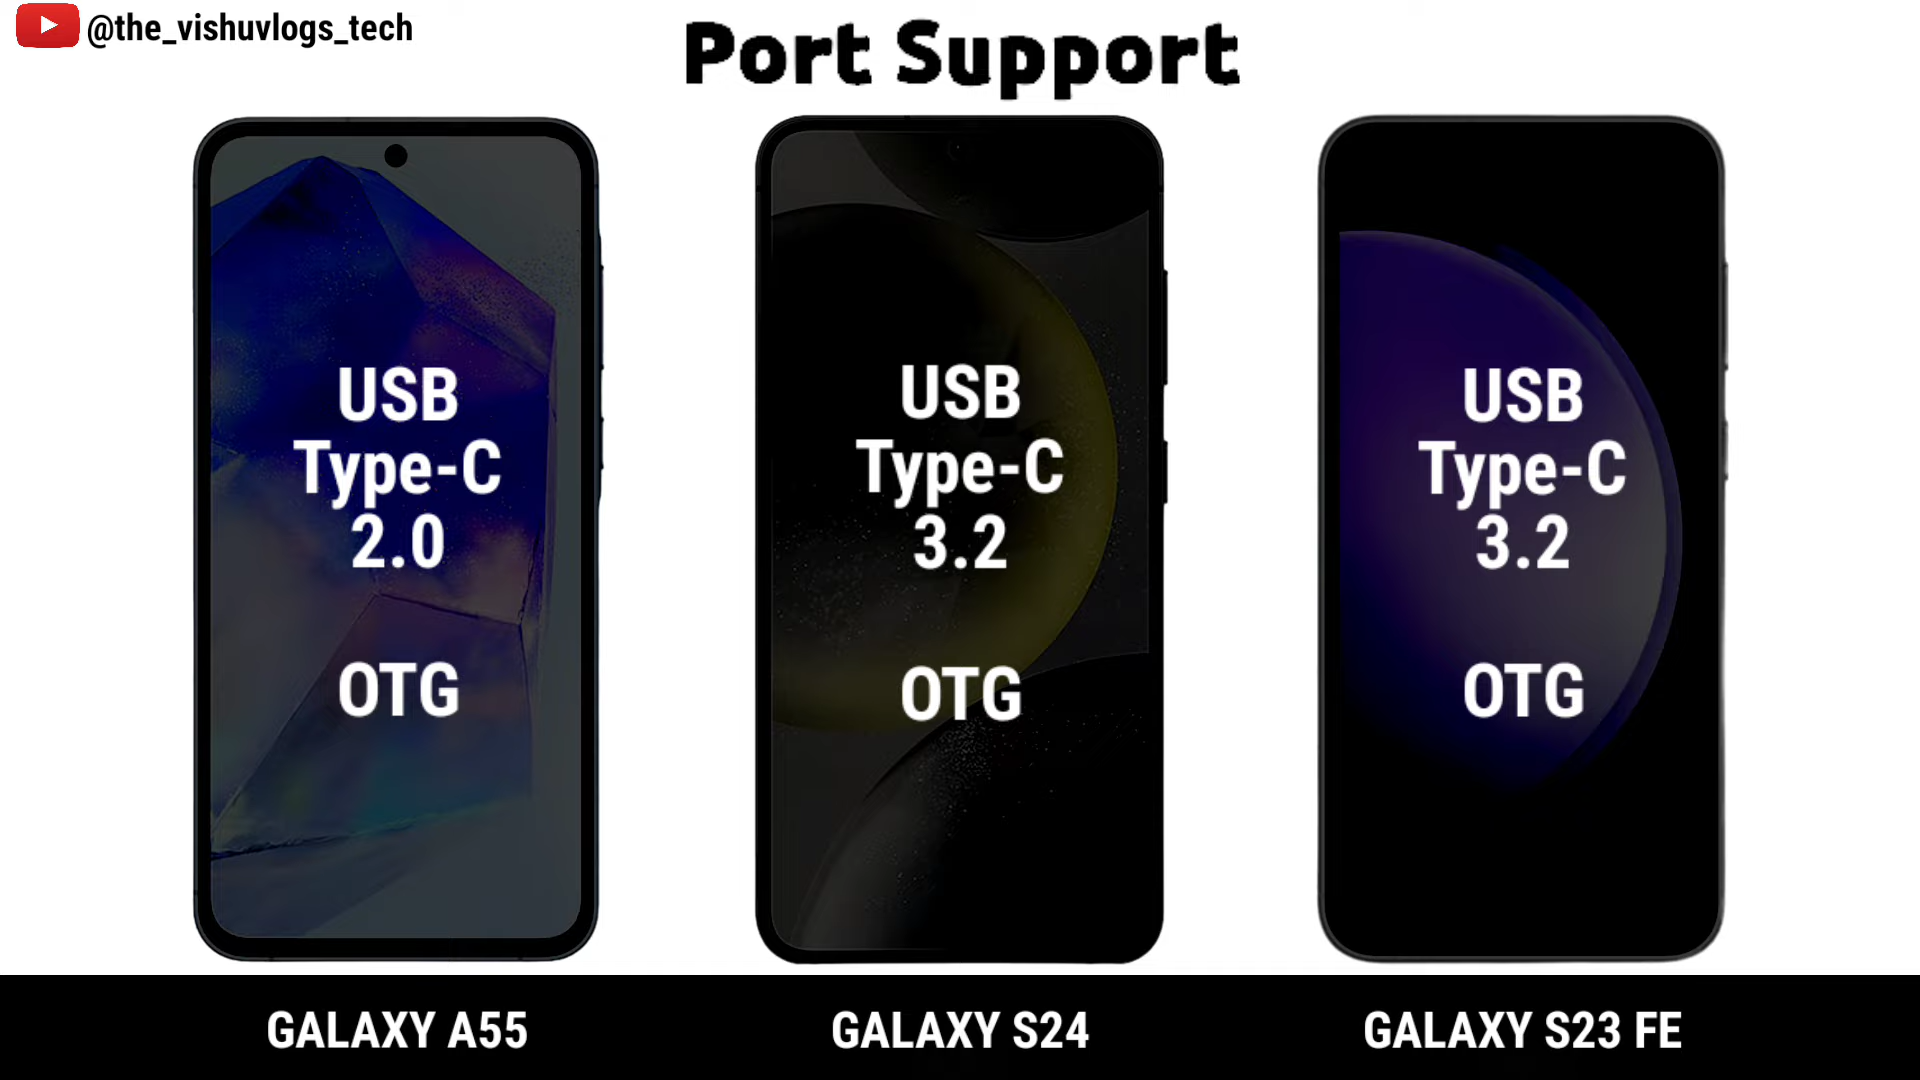 @the_vishuvlogs_tech
Port Support
USB
Type-C
2.0
OTG
USB
Type-C
3.2
OTG
USB
Type-C
3.2
OTG
GALAXY A55
GALAXY S24
GALAXY S23 FE